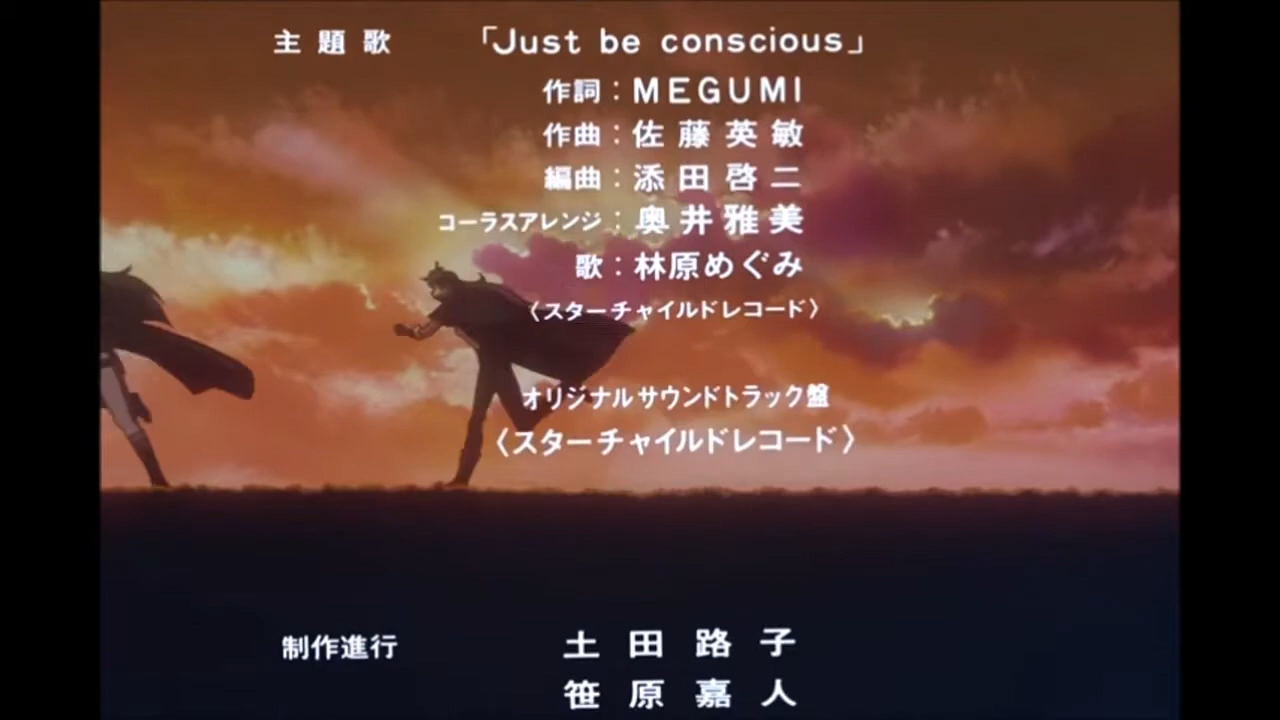 主題歌 「Just be conscious」
作詞：MEGUMI
作曲：佐藤英敏
編曲：添田啓二
コーラスアレンジ：奥井雅美
歌：林原めぐみ
〈スターチャイルドレコード〉
オリジナルサウンドトラック盤
〈スターチャイルドレコード〉
制作進行 土田路子
笹原嘉人